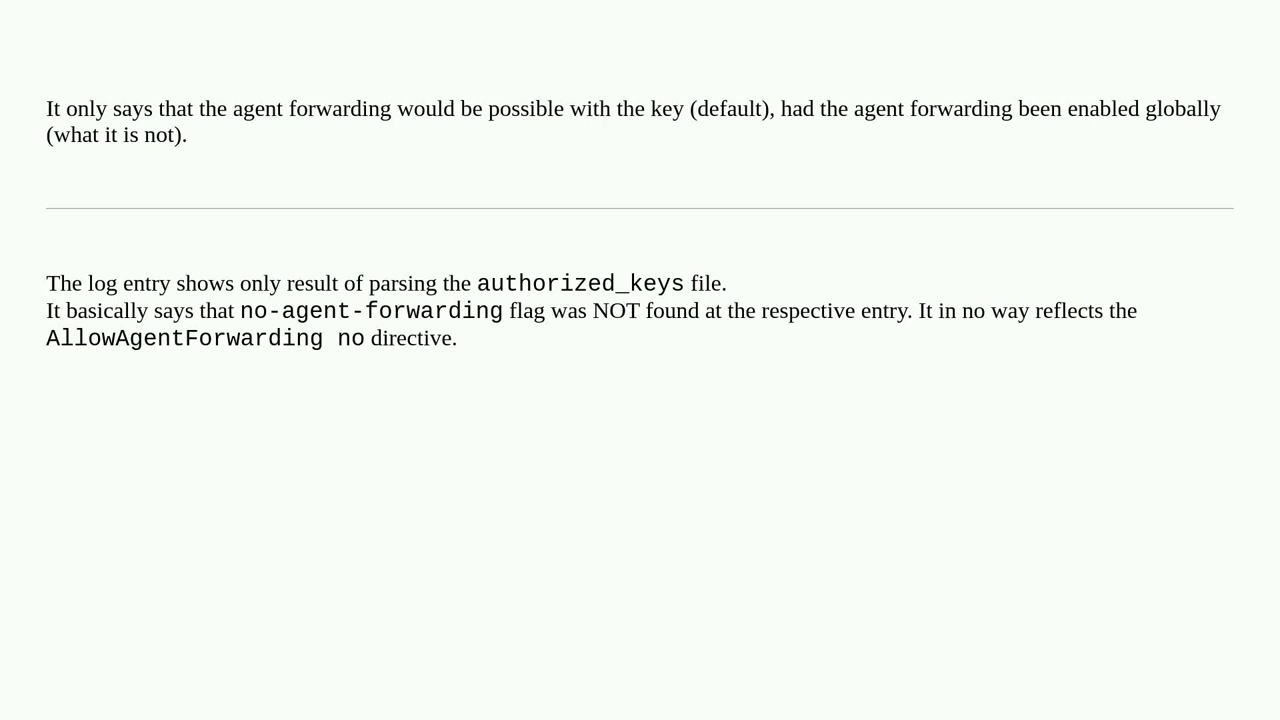 It only says that the agent forwarding would be possible with the key (default), had the agent forwarding been enabled globally
(what it is not).
The log entry shows only result of parsing the authorized_keys file.
It basically says that no-agent-forwarding flag was NOT found at the respective entry. It in no way reflects the
AllowAgentForwarding no directive.